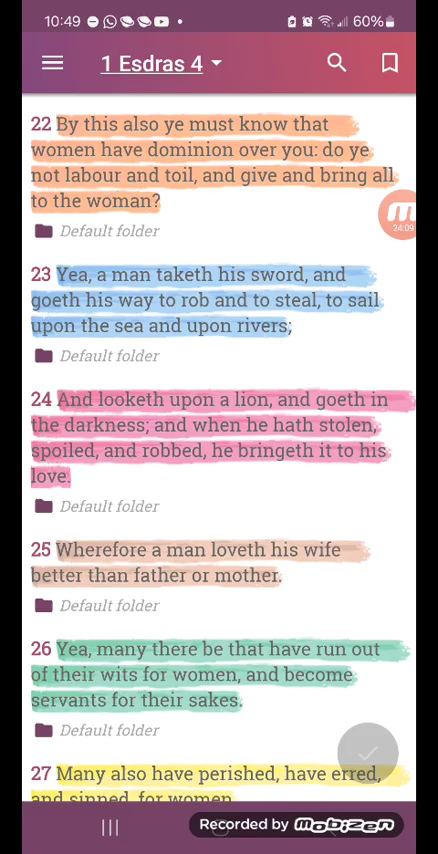 10:49 60%
1 Esdras 4
22 By this also ye must know that
women have dominion over you: do ye
not labour and toil, and give and bring all
to the woman?
Default folder
24:09
23 Yea, a man taketh his sword, and
goeth his way to rob and to steal, to sail
upon the sea and upon rivers;
Default folder
24 And looketh upon a lion, and goeth in
the darkness; and when he hath stolen,
spoiled, and robbed, he bringeth it to his
love.
Default folder
25 Wherefore a man loveth his wife
better than father or mother.
Default folder
26 Yea, many there be that have run out
of their wits for women, and become
servants for their sakes.
Default folder
27 Many also have perished, have erred,
and sinned, for women.
Recorded by Mobizen